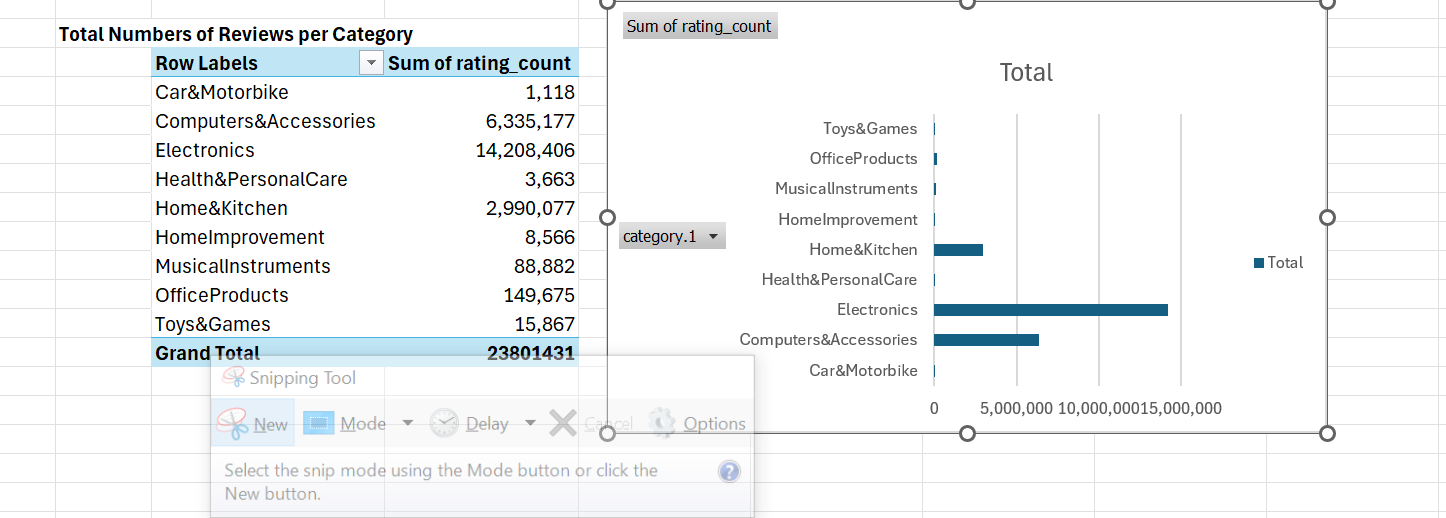 Total Numbers of Reviews per Category
Row Labels Sum of rating_count
Car&Motorbike 1,118
Computers&Accessories 6,335,177
Electronics 14,208,406
Health&PersonalCare 3,663
Home&Kitchen 2,990,077
HomeImprovement 8,566
MusicalInstruments 88,882
OfficeProducts 149,675
Toys&Games 15,867
Grand Total 23801431
Snipping Tool
New Mode Delay Cancel Options
Select the snip mode using the Mode button or click the
New button.
Sum of rating_count
Total
category.1
Toys&Games
OfficeProducts
MusicalInstruments
HomeImprovement
Home&Kitchen
Health&PersonalCare
Electronics
Computers&Accessories
Car&Motorbike
0 5,000,000 10,000,000 15,000,000
Total